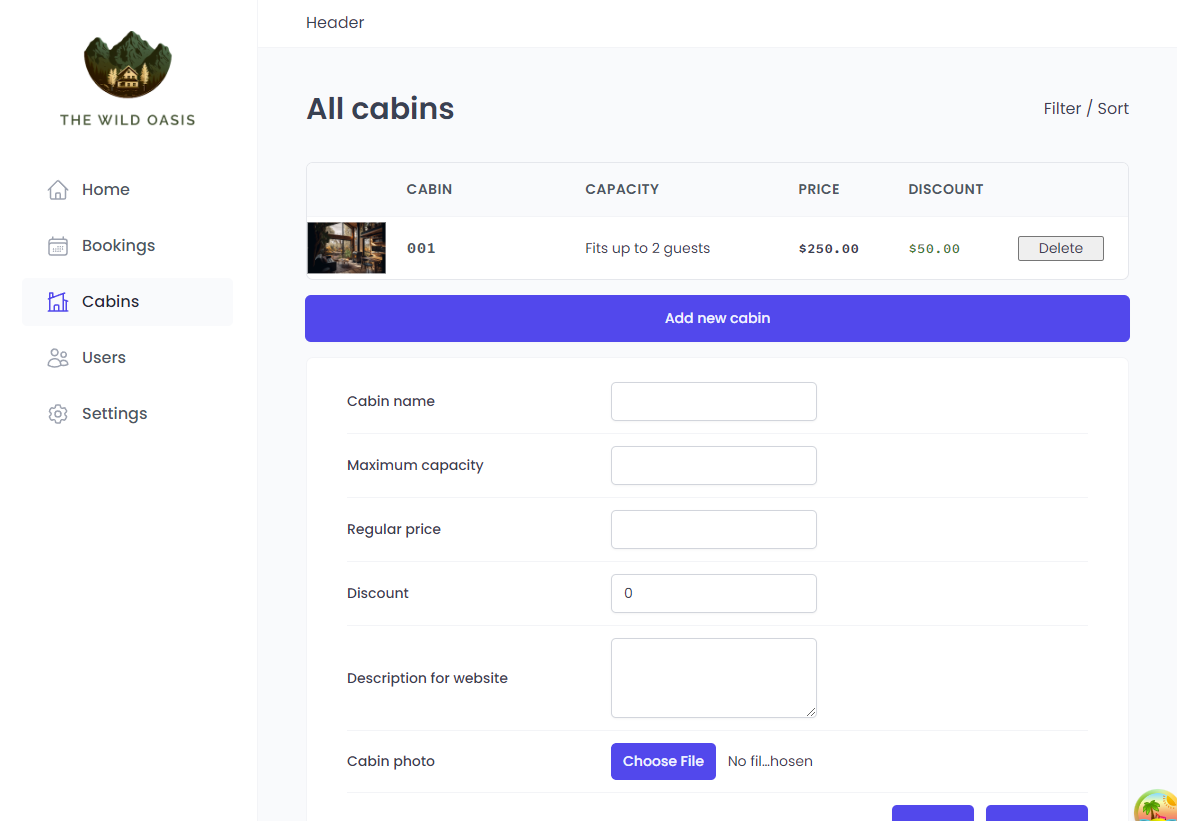 Header
THE WILD OASIS
Home
Bookings
Cabins
Users
Settings
All cabins
Filter / Sort
CABIN CAPACITY PRICE DISCOUNT
001 Fits up to 2 guests $250.00 $50.00 Delete
Add new cabin
Cabin name
Maximum capacity
Regular price
Discount 0
Description for website
Cabin photo Choose File No fil...hosen